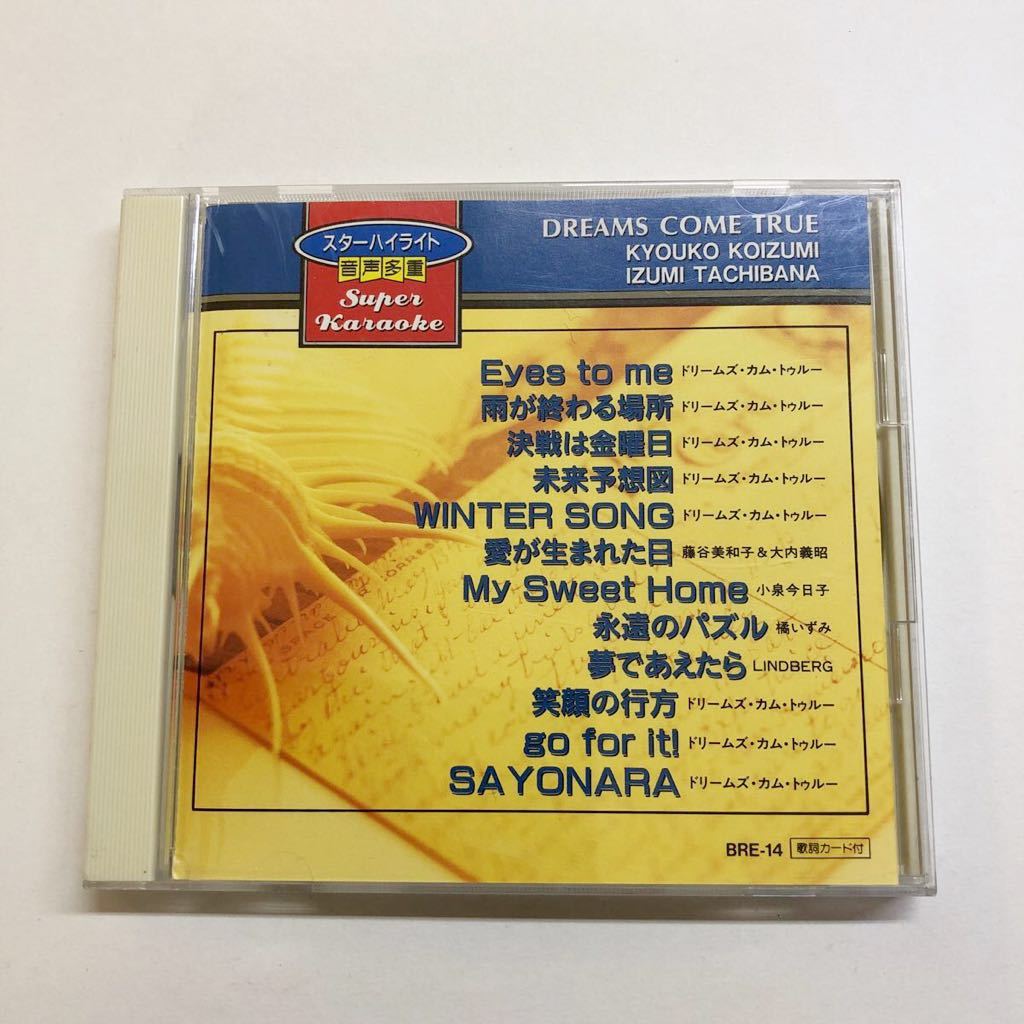 スターハイライト
音声多重
Super
Karaoke
DREAMS COME TRUE
KYOUKO KOIZUMI
IZUMI TACHIBANA
Eyes to me ドリームズ・カム・トゥルー
雨が終わる場所 ドリームズ・カム・トゥルー
決戦は金曜日 ドリームズ・カム・トゥルー
未来予想図 ドリームズ・カム・トゥルー
WINTER SONG ドリームズ・カム・トゥルー
愛が生まれた日 藤谷美和子&大内義昭
My Sweet Home 小泉今日子
永遠のパズル 橘いずみ
夢であえたら LINDBERG
笑顔の行方 ドリームズ・カム・トゥルー
go for it! ドリームズ・カム・トゥルー
SAYONARA ドリームズ・カム・トゥルー
BRE-14 歌詞カード付